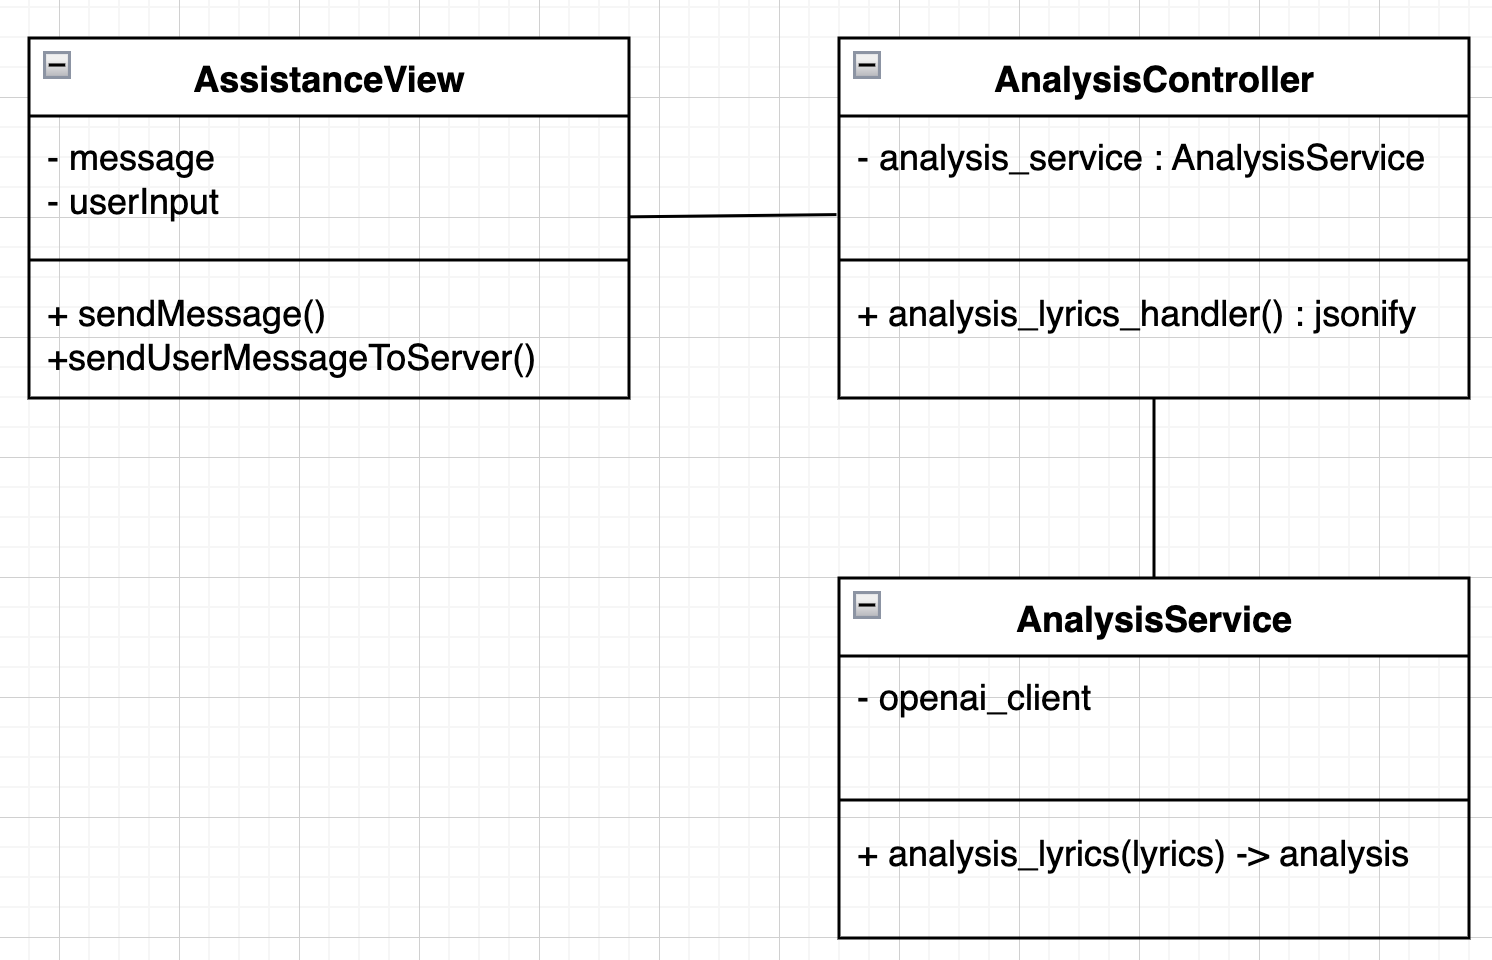 AssistanceView
- message
- userInput
+ sendMessage()
+sendUserMessageToServer()
AnalysisController
- analysis_service : AnalysisService
+ analysis_lyrics_handler() : jsonify
AnalysisService
- openai_client
+ analysis_lyrics(lyrics) -> analysis